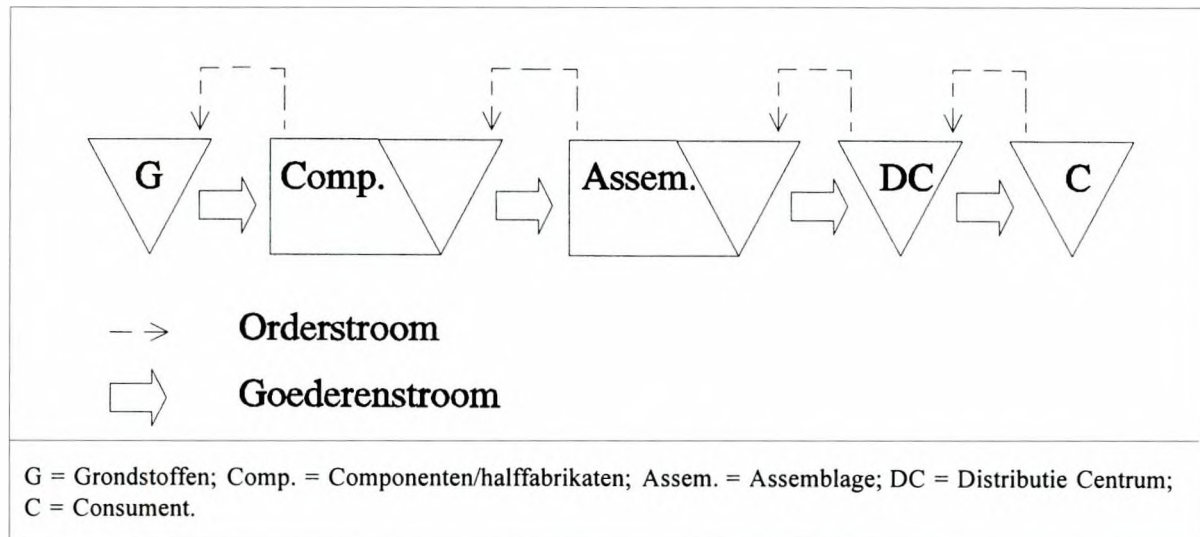 G
Comp.
Assem.
DC
C
Orderstroom
Goederenstroom
G = Grondstoffen; Comp. = Componenten/halffabrikaten; Assem. = Assemblage; DC = Distributie Centrum;
C = Consument.